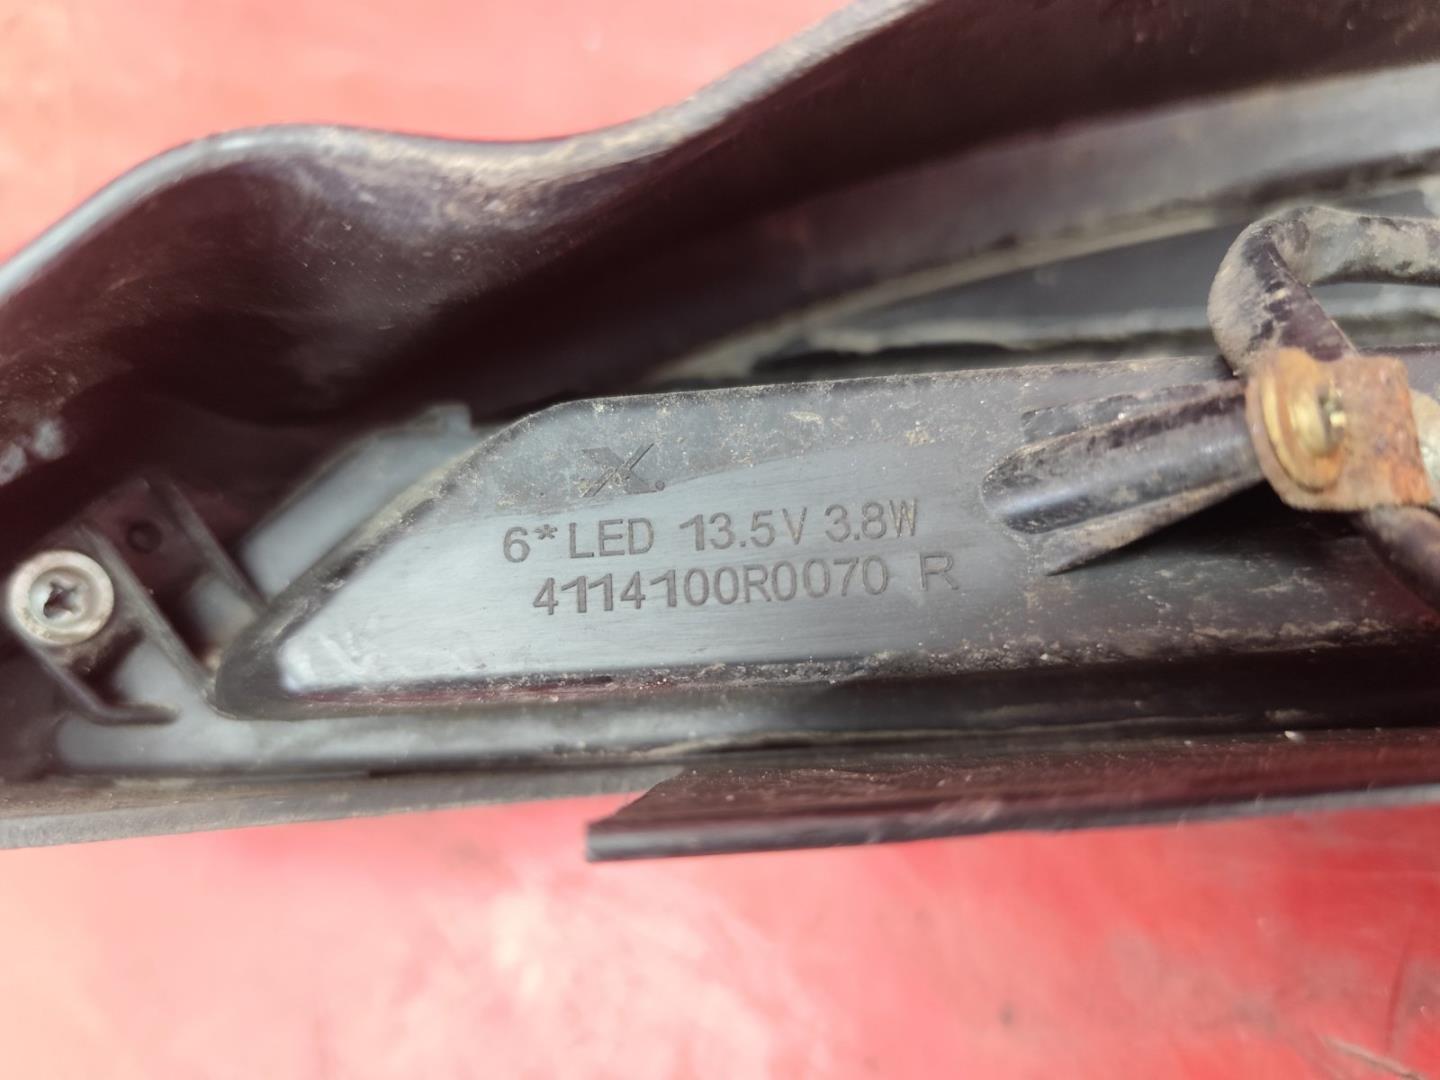 X.
6*LED 13.5V 3.8W
4114100R0070 R